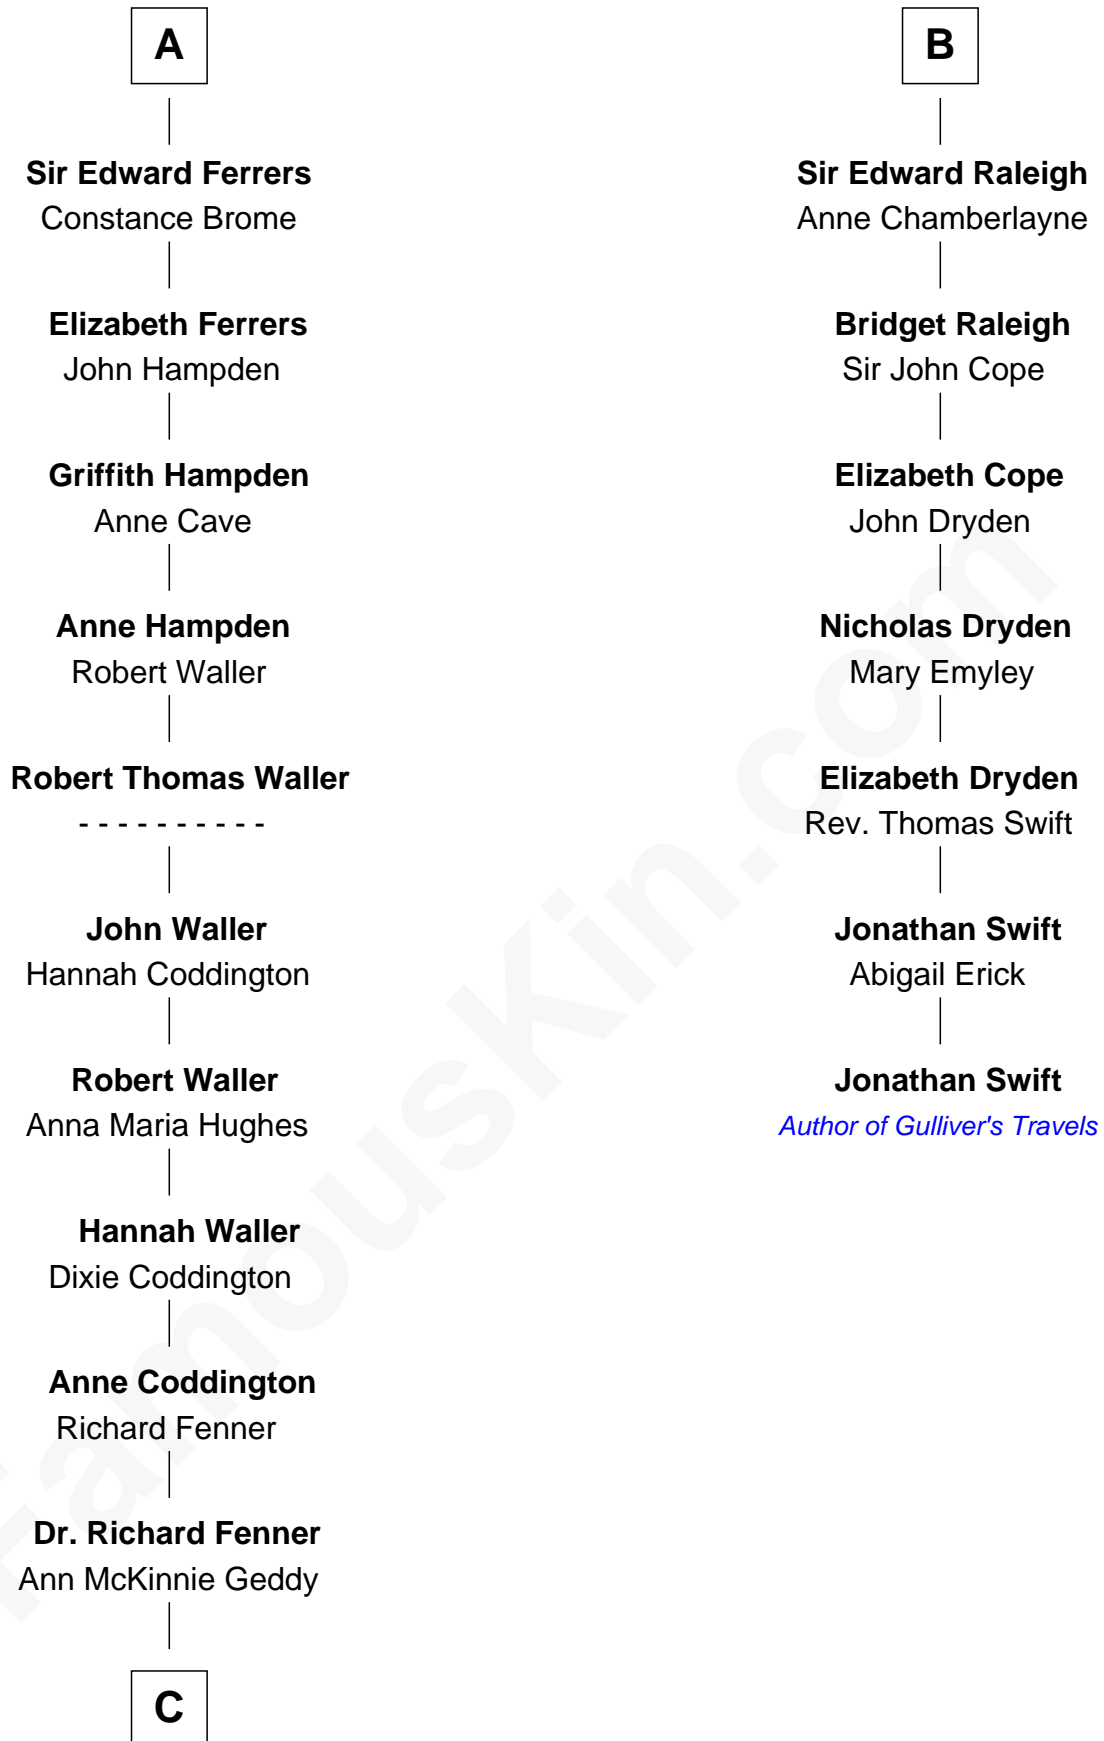 A
Sir Edward Ferrers
Constance Brome
Elizabeth Ferrers
John Hampden
Griffith Hampden
Anne Cave
Anne Hampden
Robert Waller
Robert Thomas Waller
- - - - - - - - - -
John Waller
Hannah Coddington
Robert Waller
Anna Maria Hughes
Hannah Waller
Dixie Coddington
Anne Coddington
Richard Fenner
Dr. Richard Fenner
Ann McKinnie Geddy
C
B
Sir Edward Raleigh
Anne Chamberlayne
Bridget Raleigh
Sir John Cope
Elizabeth Cope
John Dryden
Nicholas Dryden
Mary Emyley
Elizabeth Dryden
Rev. Thomas Swift
Jonathan Swift
Abigail Erick
Jonathan Swift
Author of Gulliver's Travels
FamousKin.com